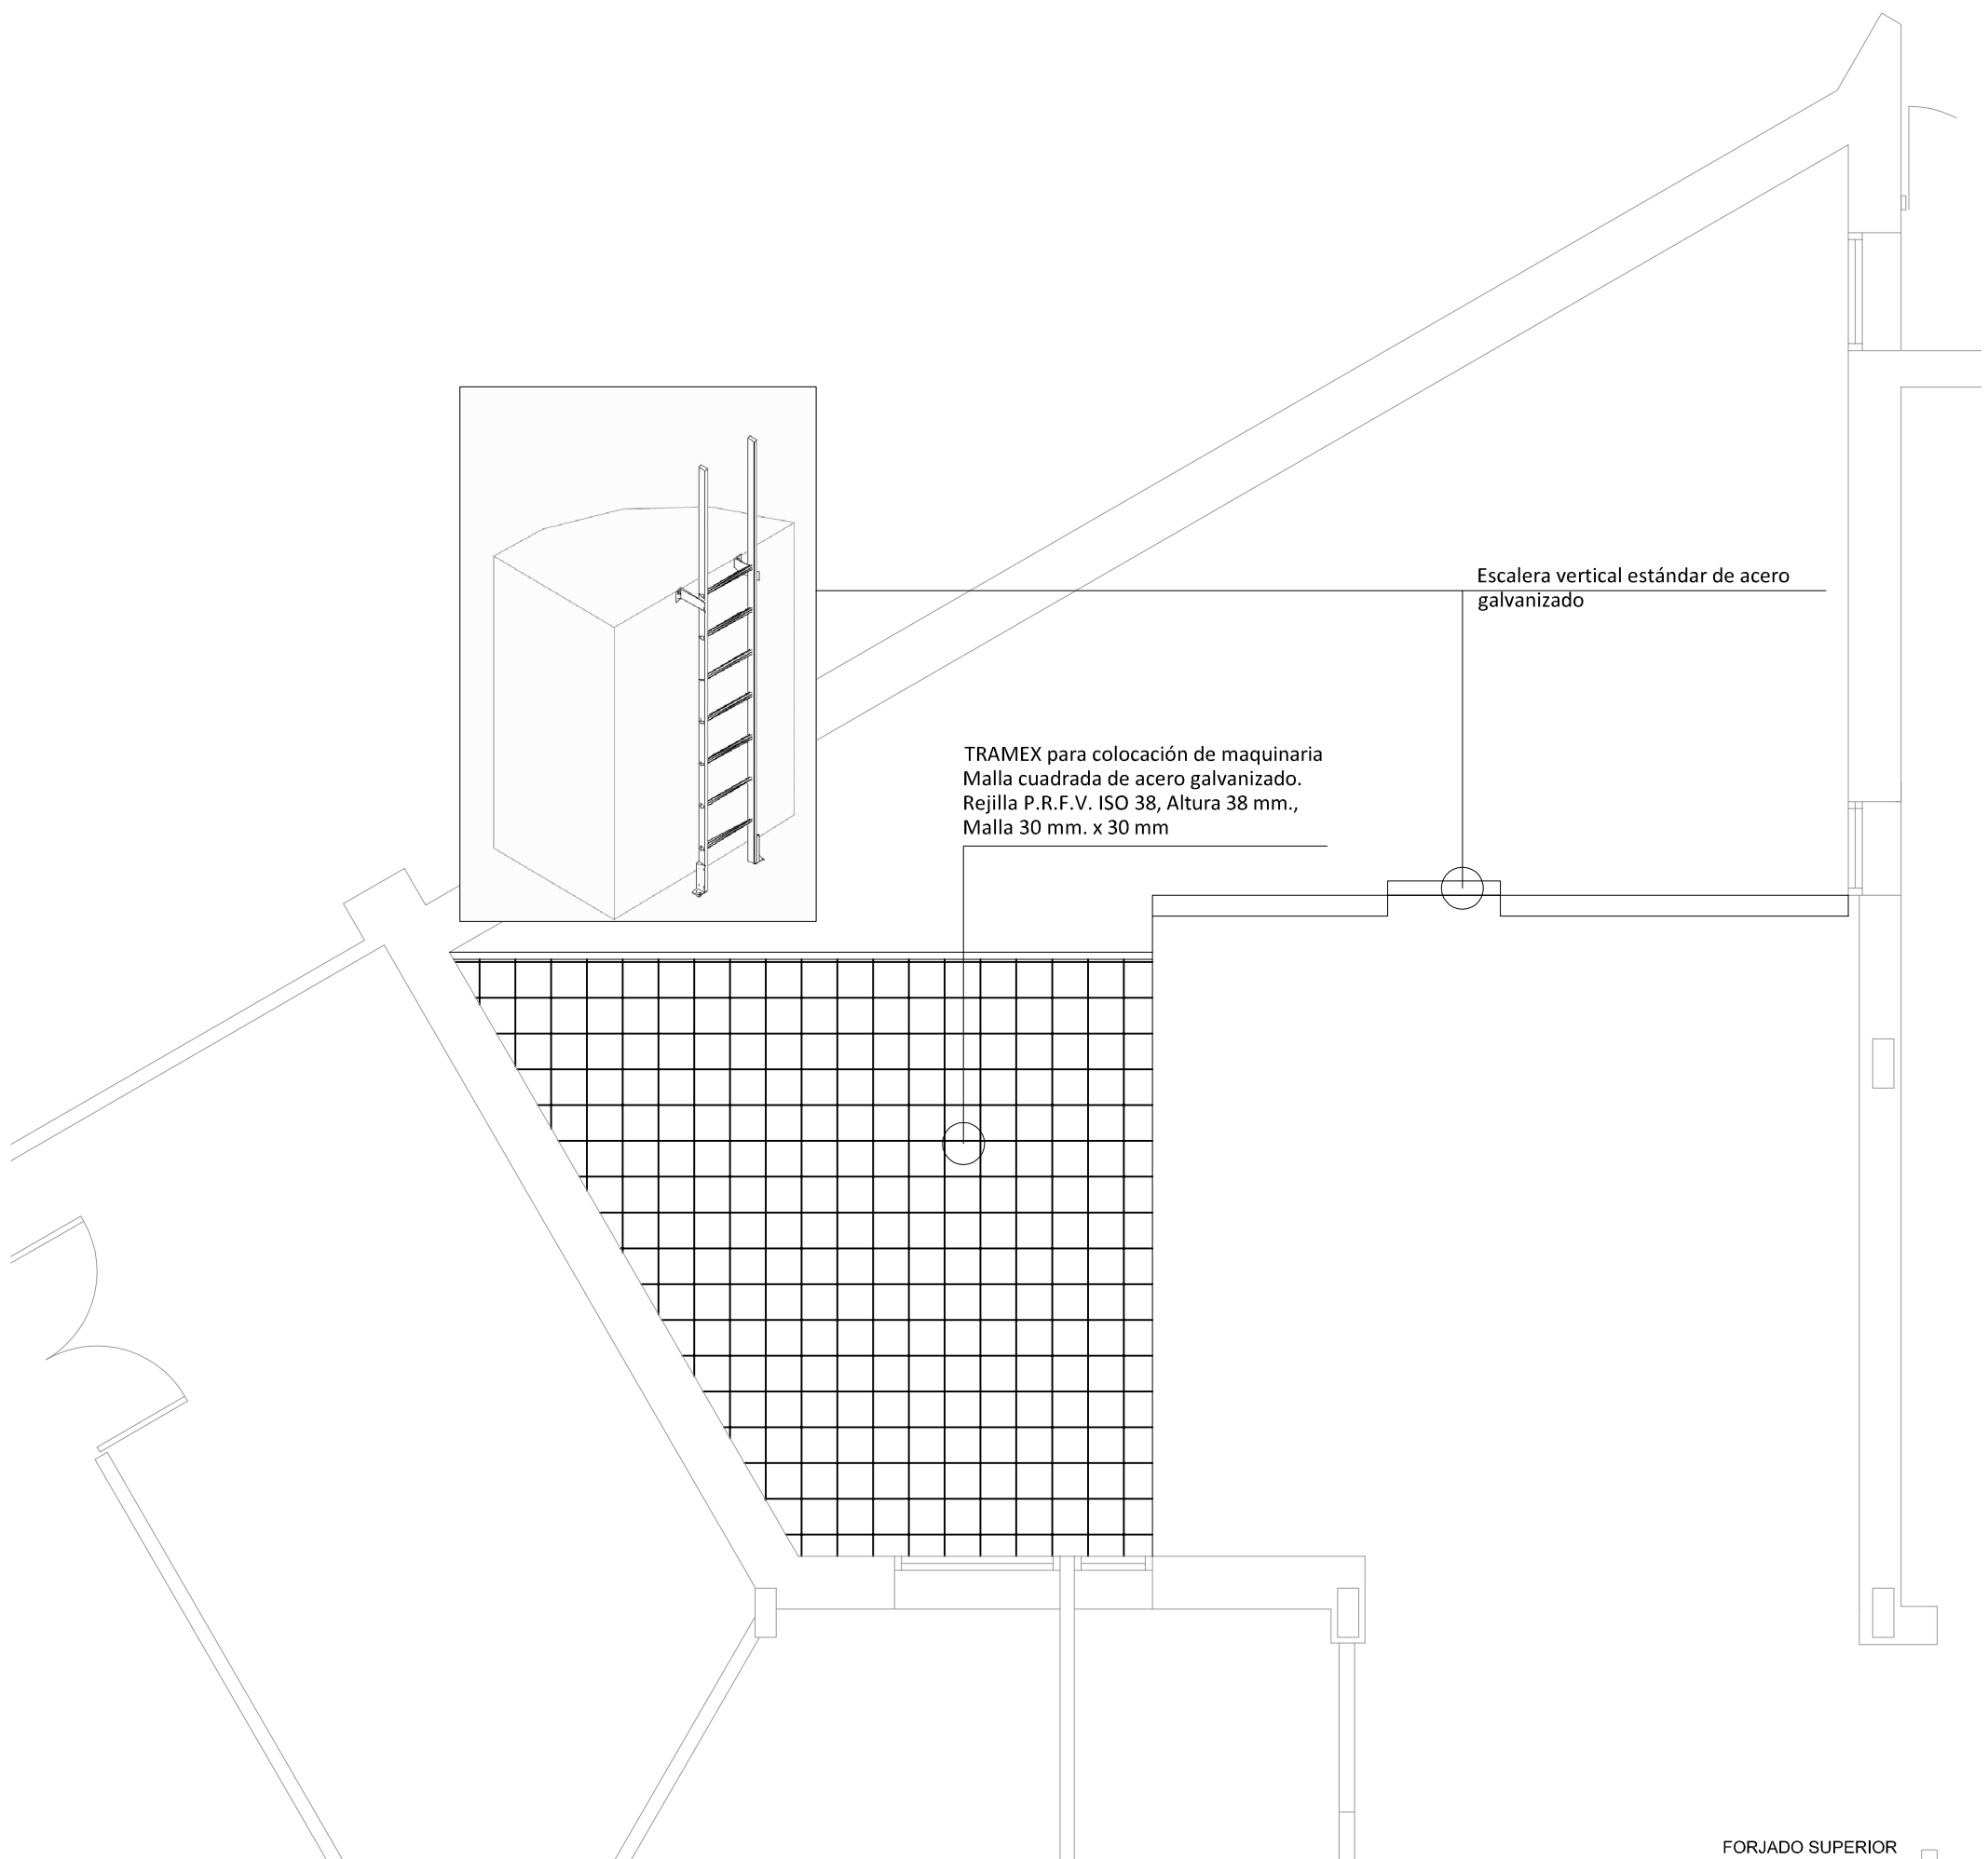 Escalera vertical estándar de acero
galvanizado
TRAMEX para colocación de maquinaria
Malla cuadrada de acero galvanizado.
Rejilla P.R.F.V. ISO 38, Altura 38 mm.,
Malla 30 mm. x 30 mm
FORJADO SUPERIOR